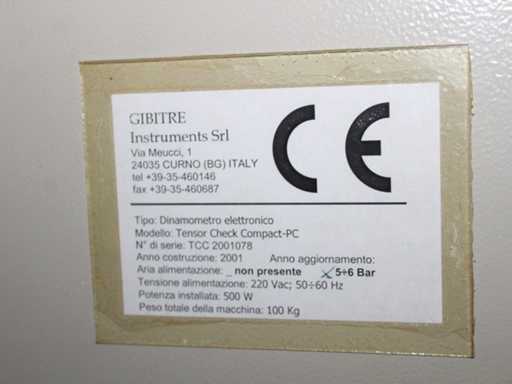 GIBITRE
Instruments Srl
Via Meucci, 1
24035 CURNO (BG) ITALY
tel +39-35-460146
fax +39-35-460687
CE
Tipo: Dinamometro elettronico
Modello: Tensor Check Compact-PC
N° di serie: TCC 2001078
Anno costruzione: 2001 Anno aggiornamento:
Aria alimentazione: _ non presente X 5÷6 Bar
Tensione alimentazione: 220 Vac; 50÷60 Hz
Potenza installata: 500 W
Peso totale della macchina: 100 Kg